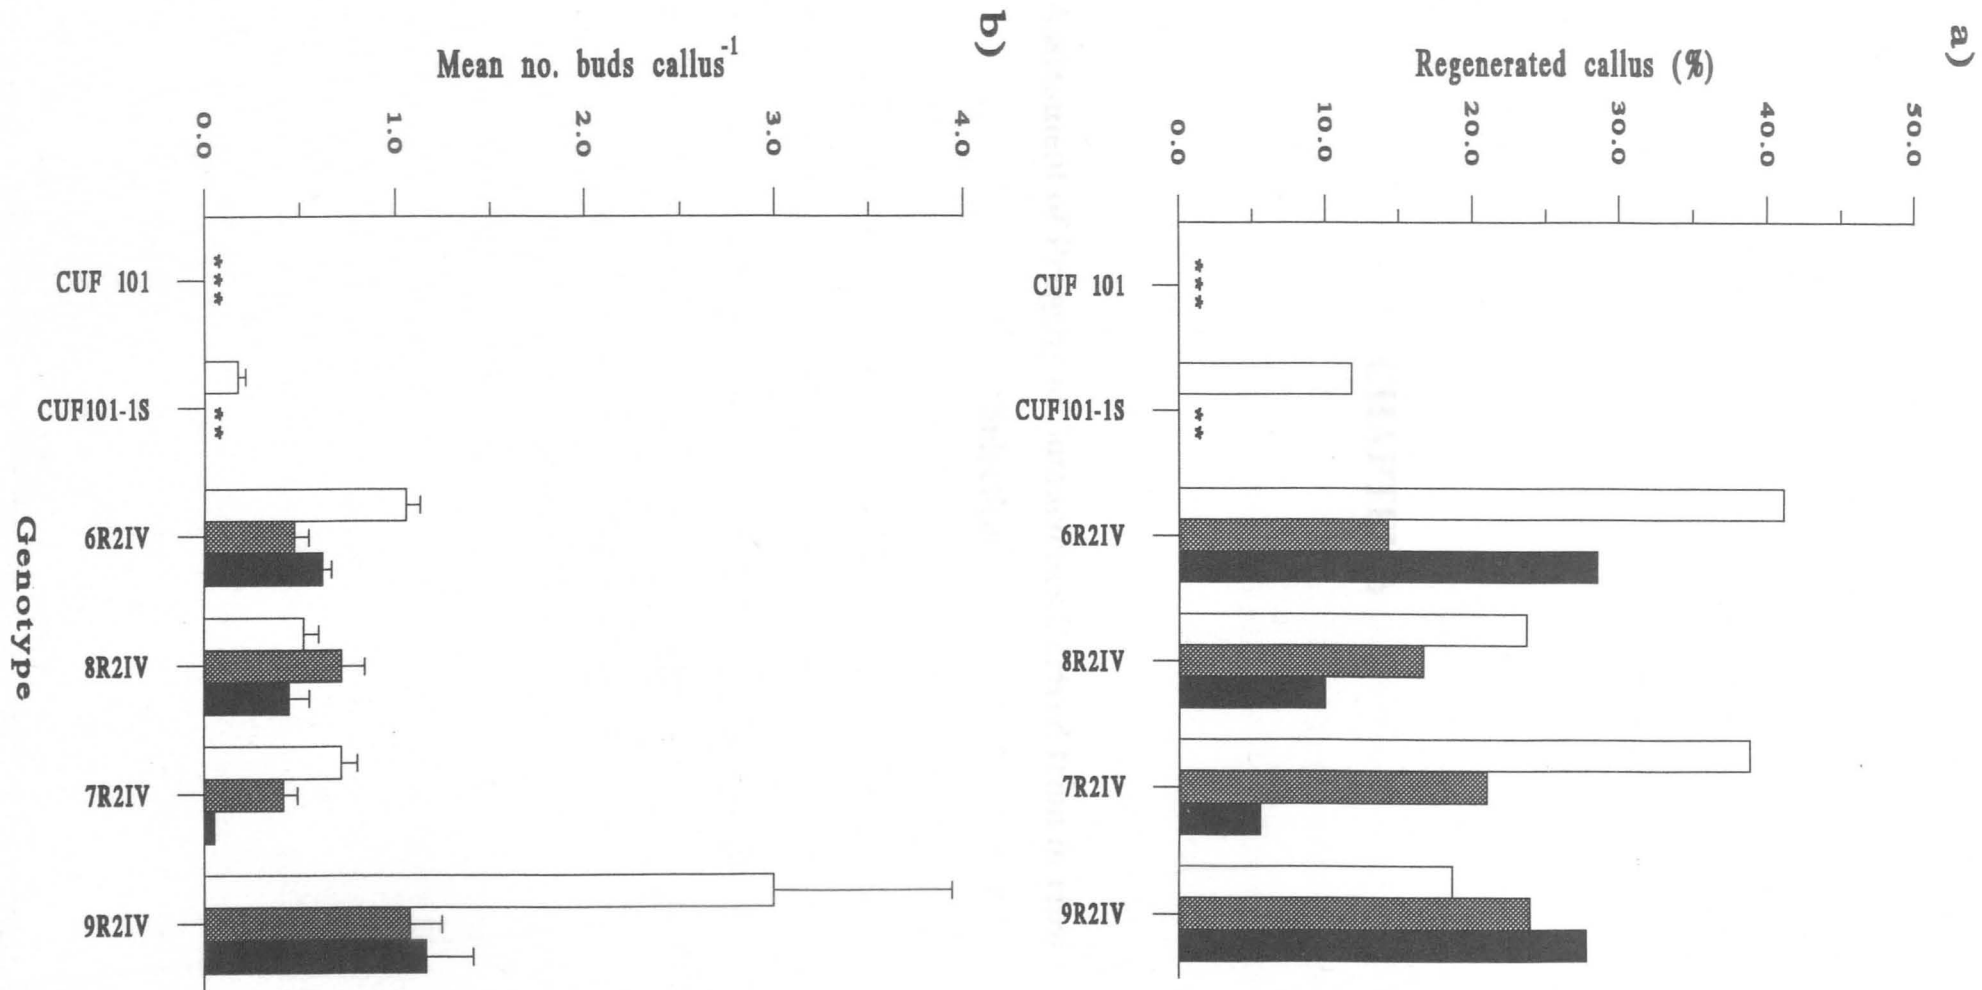 a)
Regenerated callus (%)
50.0
40.0
30.0
20.0
10.0
0.0
***
**
CUF 101
CUF101-1S
6R2IV
8R2IV
7R2IV
9R2IV
b)
Mean no. buds callus⁻¹
4.0
3.0
2.0
1.0
0.0
***
**
CUF 101
CUF101-1S
6R2IV
8R2IV
7R2IV
9R2IV
Genotype